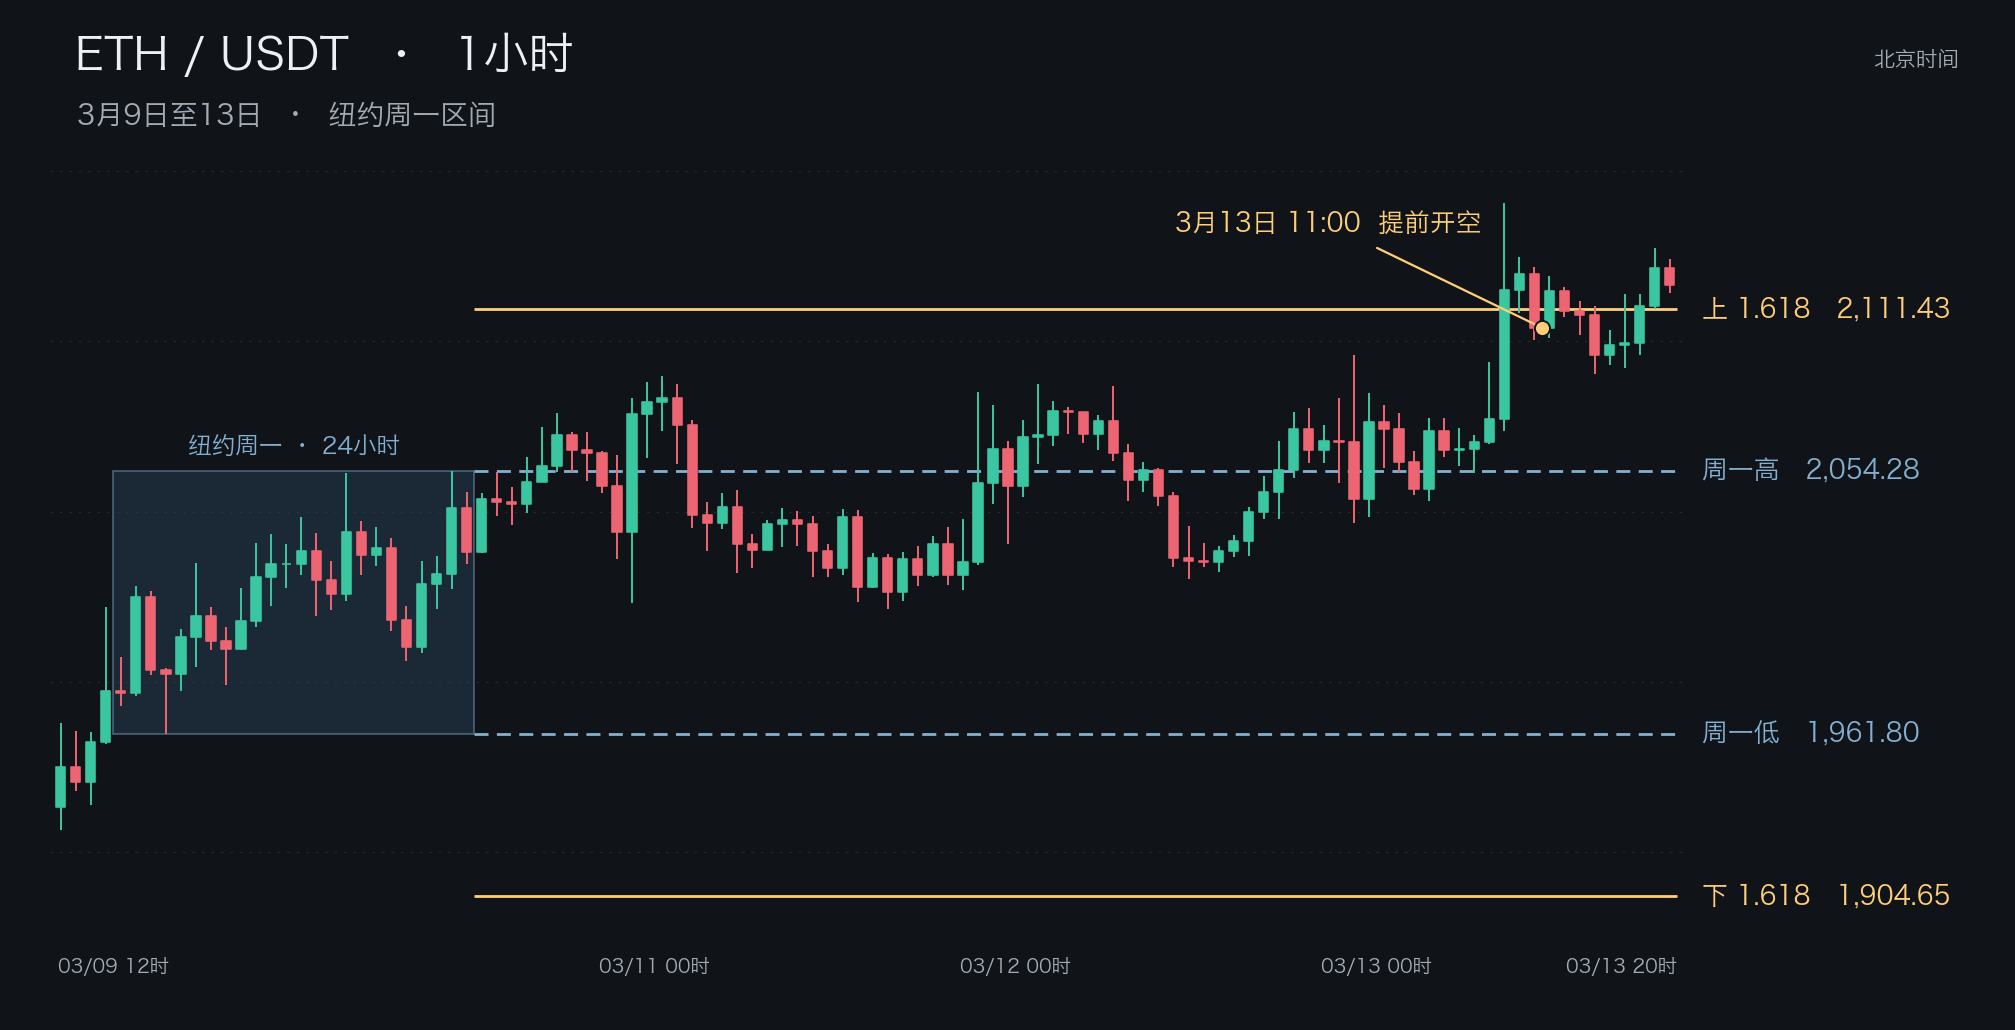 ETH / USDT · 1小时
北京时间
3月9日至13日 · 纽约周一区间
3月13日 11:00 提前开空
上 1.618 2,111.43
纽约周一 · 24小时
周一高 2,054.28
周一低 1,961.80
下 1.618 1,904.65
03/09 12时 03/11 00时 03/12 00时 03/13 00时 03/13 20时